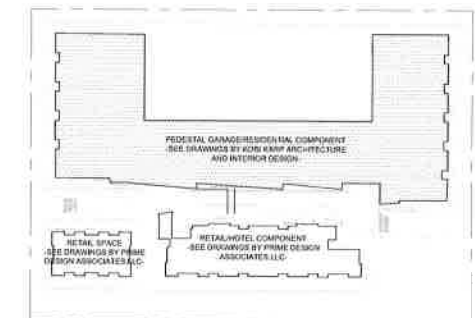 PEDESTAL GARAGE/RESIDENTIAL COMPONENT
-SEE DRAWINGS BY KOBI KARP ARCHITECTURE
AND INTERIOR DESIGN-
RETAIL SPACE
-SEE DRAWINGS BY PRIME
DESIGN ASSOCIATES,LLC-
RETAIL/HOTEL COMPONENT
-SEE DRAWINGS BY PRIME DESIGN
ASSOCIATES,LLC-